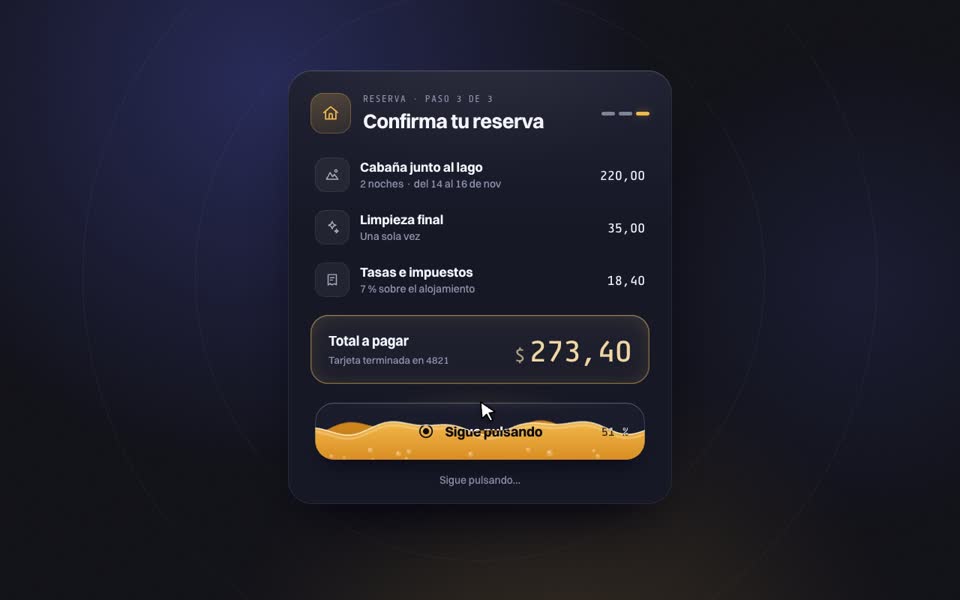 RESERVA · PASO 3 DE 3
Confirma tu reserva
Cabaña junto al lago
2 noches · del 14 al 16 de nov
220,00
Limpieza final
Una sola vez
35,00
Tasas e impuestos
7 % sobre el alojamiento
18,40
Total a pagar
Tarjeta terminada en 4821
$ 273,40
Sigue pulsando
51 %
Sigue pulsando...